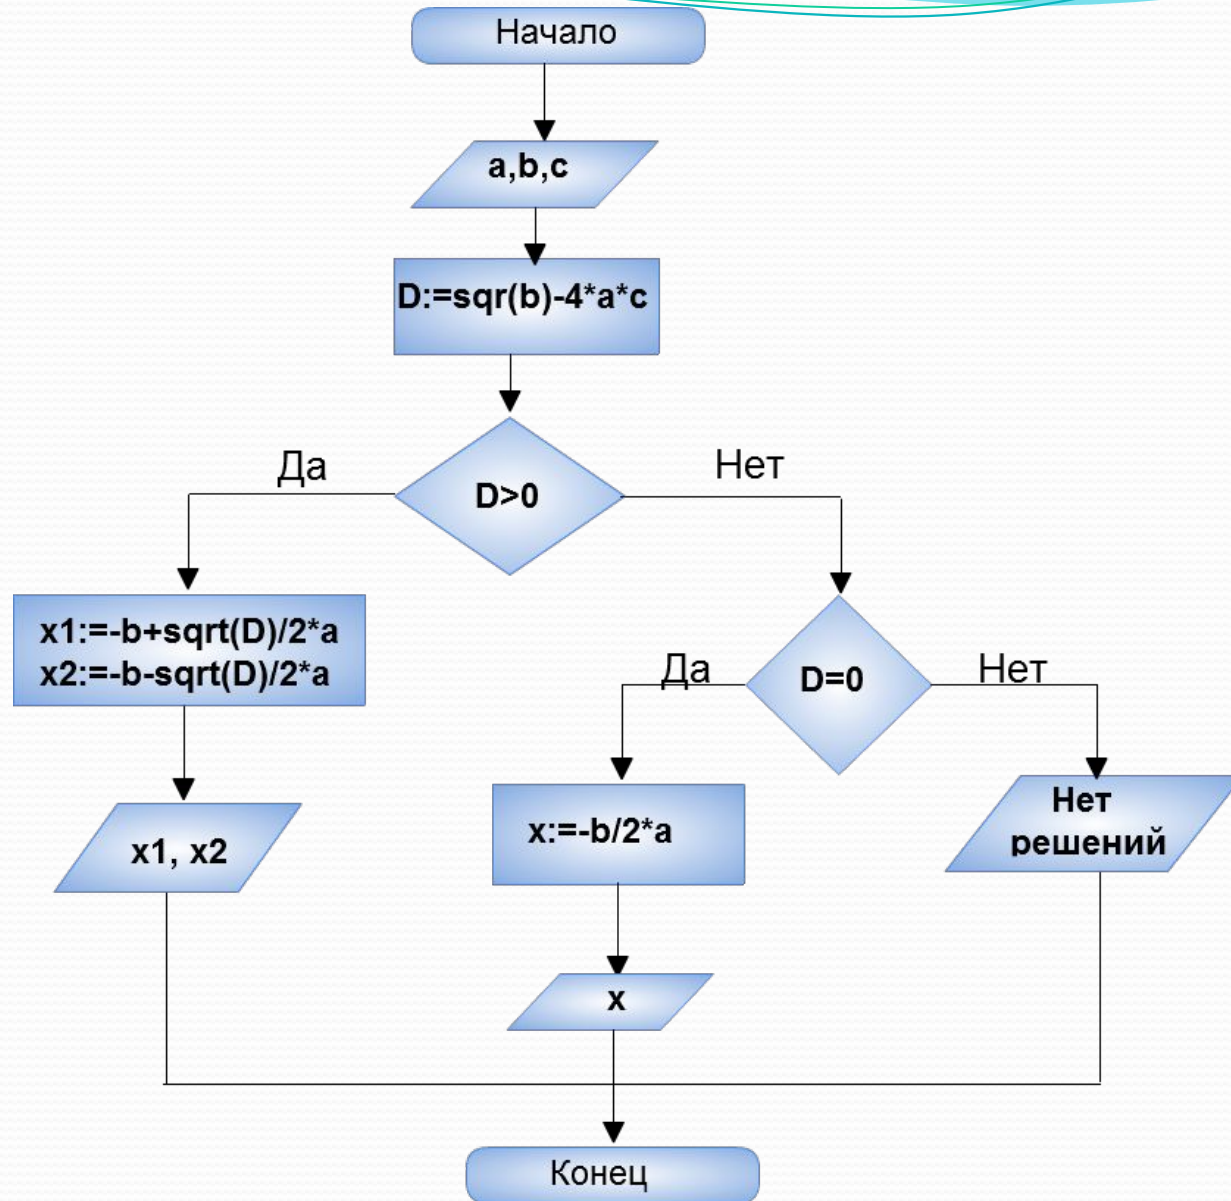 Начало
a,b,c
D:=sqr(b)-4*a*c
Да
Нет
D>0
x1:=-b+sqrt(D)/2*a
x2:=-b-sqrt(D)/2*a
Да
D=0
Нет
x1, x2
x:=-b/2*a
Нет
решений
x
Конец